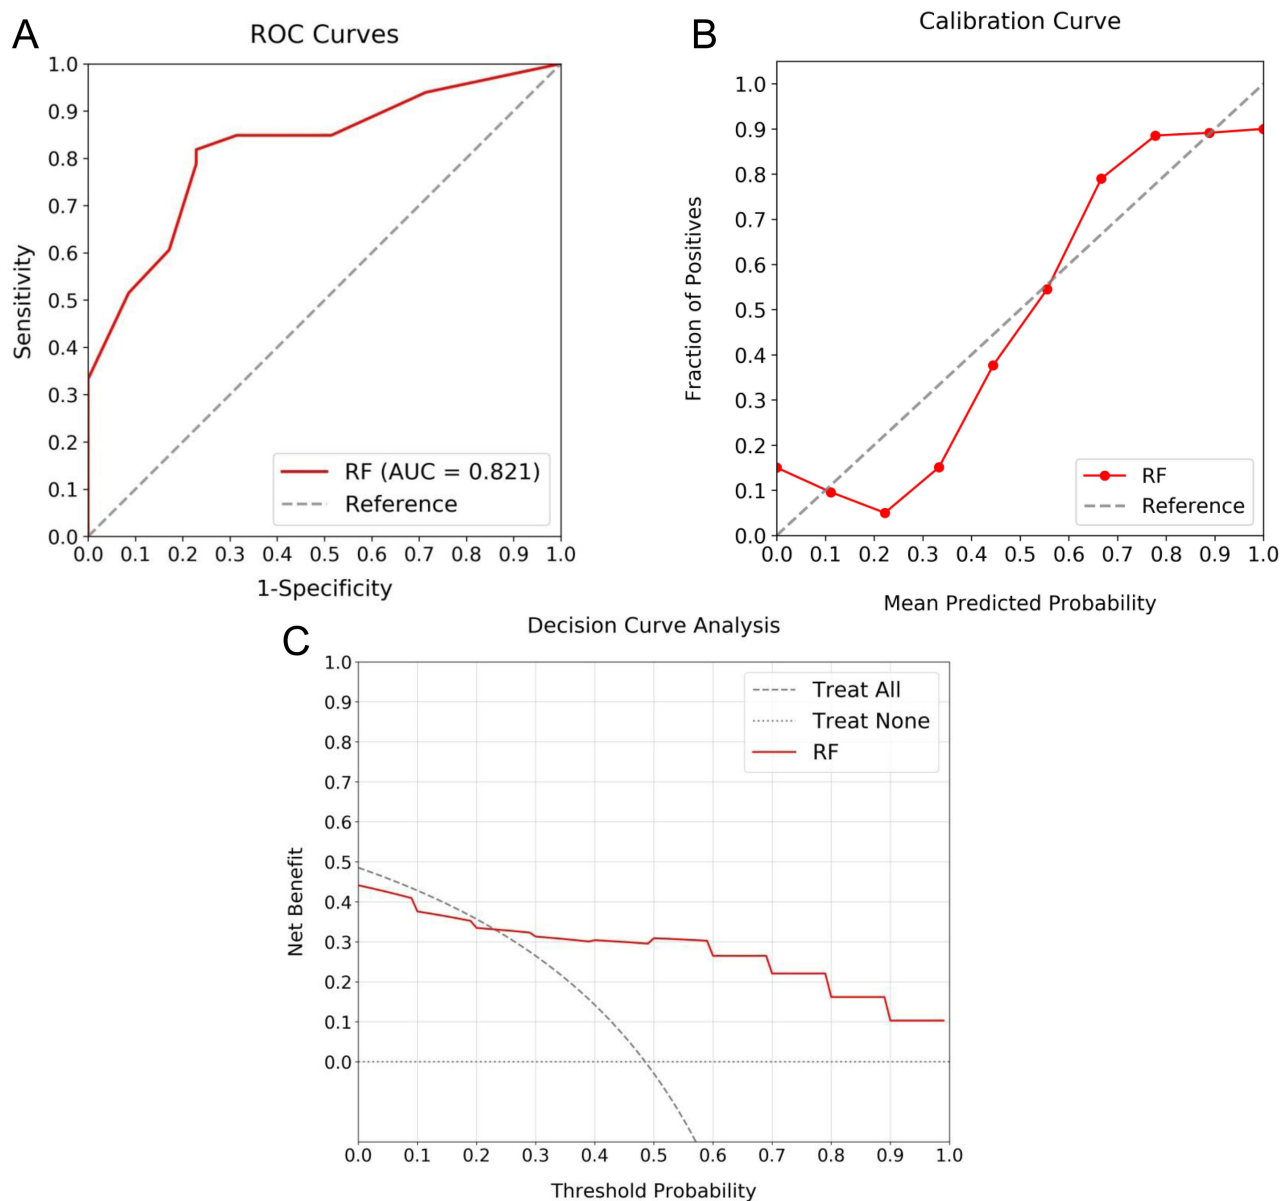 A
ROC Curves
1.0
0.9
0.8
0.7
0.6
0.5
0.4
0.3
0.2
0.1
0.0
Sensitivity
RF (AUC = 0.821)
Reference
0.0 0.1 0.2 0.3 0.4 0.5 0.6 0.7 0.8 0.9 1.0
1-Specificity
B
Calibration Curve
1.0
0.9
0.8
0.7
0.6
0.5
0.4
0.3
0.2
0.1
0.0
Fraction of Positives
RF
Reference
0.0 0.1 0.2 0.3 0.4 0.5 0.6 0.7 0.8 0.9 1.0
Mean Predicted Probability
C
Decision Curve Analysis
1.0
0.9
0.8
0.7
0.6
0.5
0.4
0.3
0.2
0.1
0.0
Net Benefit
Treat All
Treat None
RF
0.0 0.1 0.2 0.3 0.4 0.5 0.6 0.7 0.8 0.9 1.0
Threshold Probability